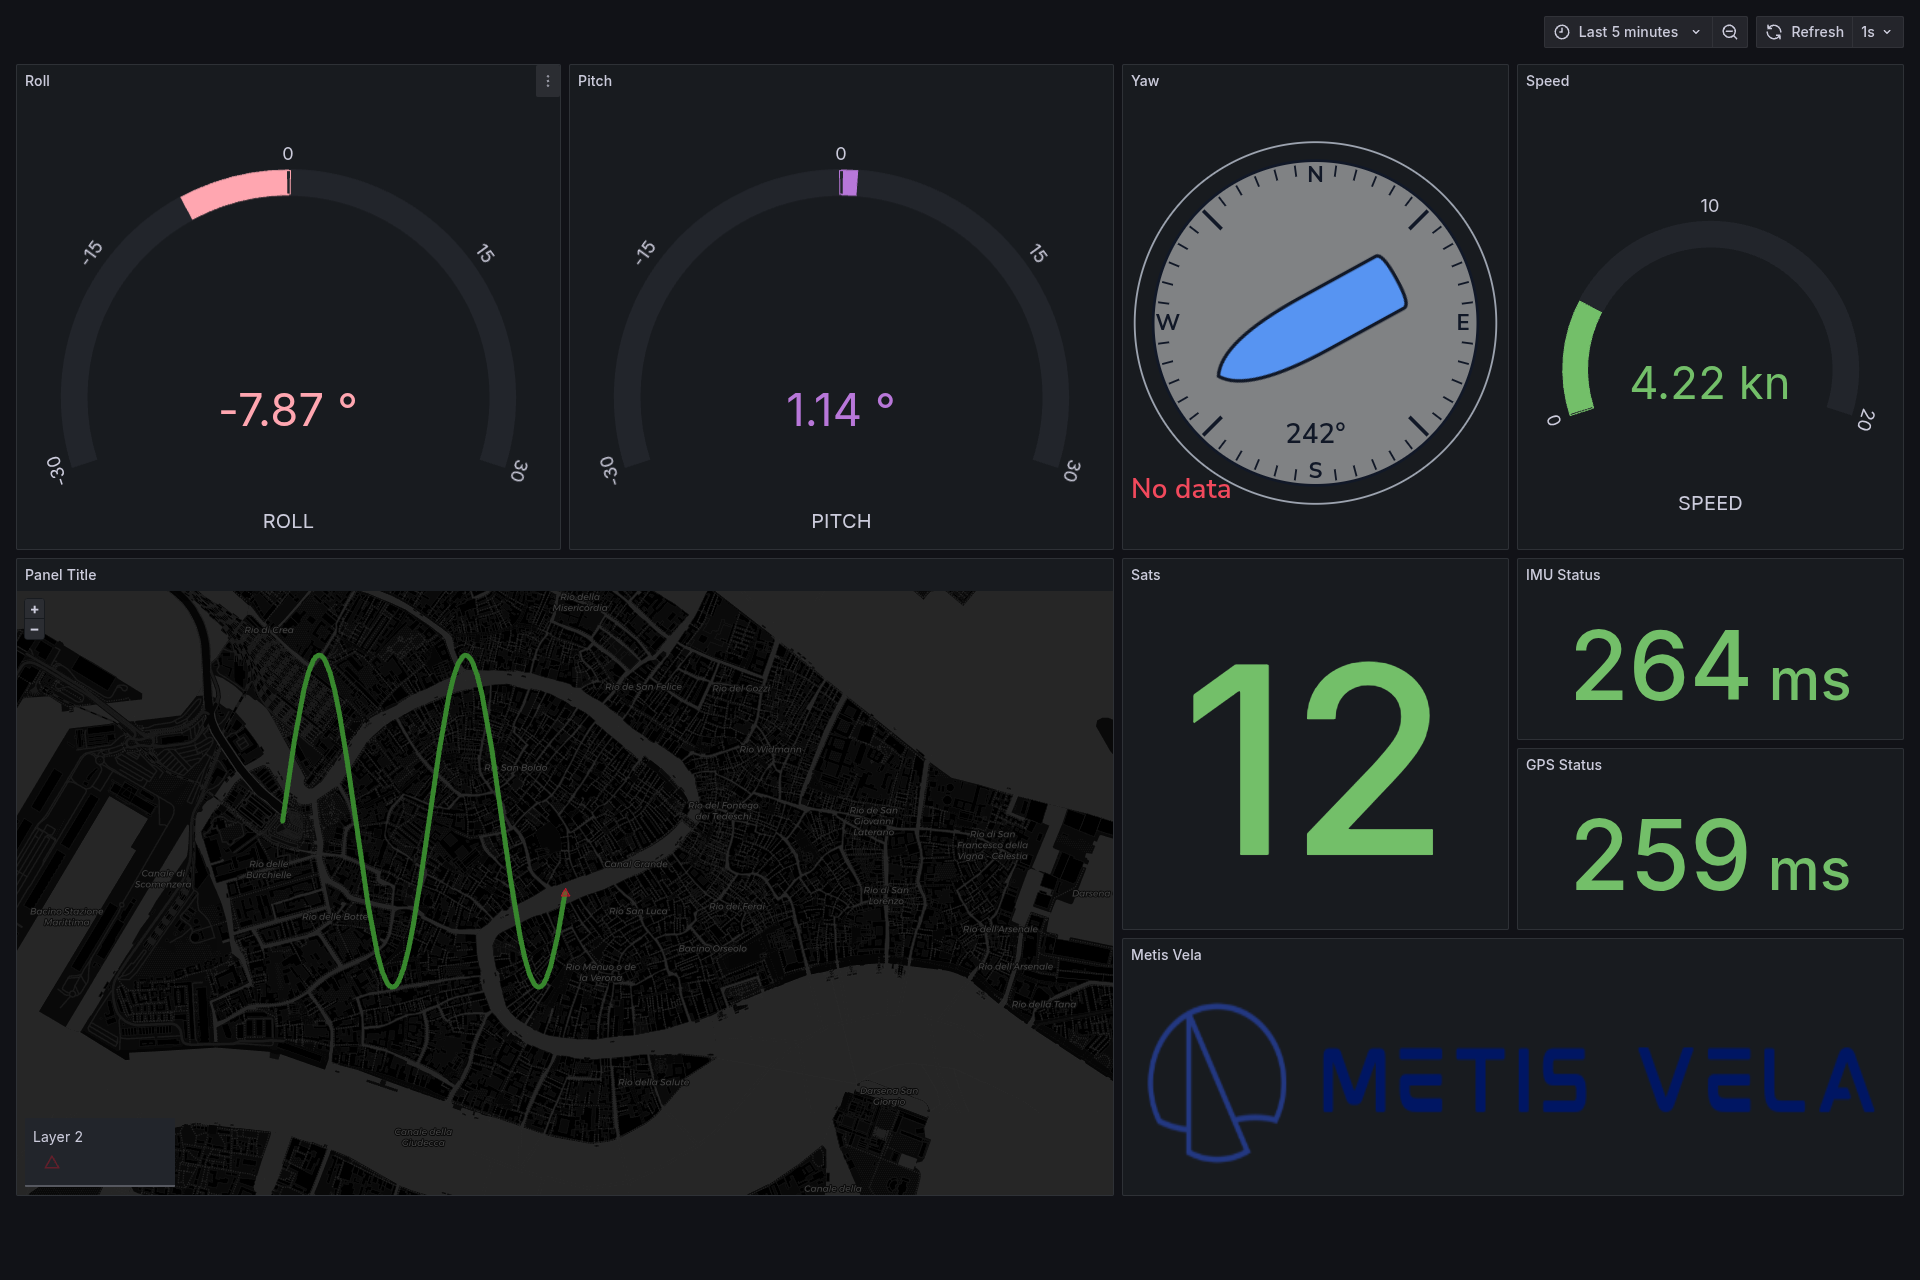 Last 5 minutes
Refresh
1s
Roll
0
-15
15
-30
30
-7.87 °
ROLL
Pitch
0
-15
15
-30
30
1.14 °
PITCH
Yaw
N
W
E
242°
S
No data
Speed
10
0
20
4.22 kn
SPEED
Panel Title
+
−
Rio della
Misericordia
Rio di Crea
Rio de San Felice
Rio del Gozzi
Rio Widmann
Rio San Boldo
Rio del Fontego
dei Tedeschi
Rio de San
Giovanni
Laterano
Rio di San
Francesco della
Vigna - Celestia
Rio delle
Burchielle
Canal Grande
Canale di
Scomenzera
Rio di San
Lorenzo
Darsena
Bacino Stazione
Marittima
Rio delle Botte
Rio San Luca
Rio dei Ferai
Rio dell'Arsenale
Bacino Orseolo
Rio Menuo o de
la Verona
Rio dell'Arsenale
Rio della Tana
Rio della Salute
Darsena San
Giorgio
Canale della
Giudecca
Canale della
Layer 2
Sats
12
IMU Status
264 ms
GPS Status
259 ms
Metis Vela
METIS VELA